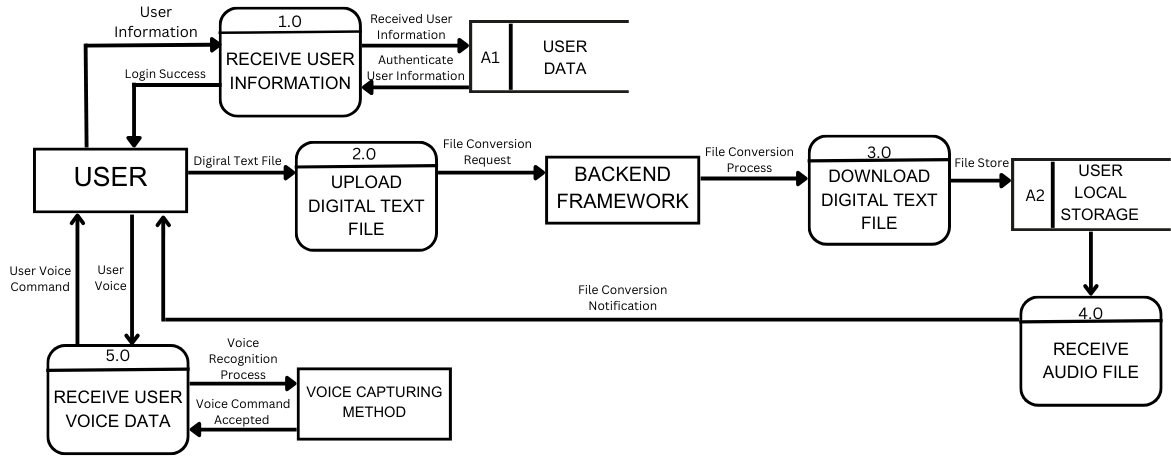 User
Information
Login Success
1.0
RECEIVE USER
INFORMATION
Received User
Information
Authenticate
User Information
A1
USER
DATA
USER
Digiral Text File
2.0
UPLOAD
DIGITAL TEXT
FILE
File Conversion
Request
BACKEND
FRAMEWORK
File Conversion
Process
3.0
DOWNLOAD
DIGITAL TEXT
FILE
File Store
A2
USER
LOCAL
STORAGE
User Voice
Command
User
Voice
File Conversion
Notification
4.0
RECEIVE
AUDIO FILE
5.0
RECEIVE USER
VOICE DATA
Voice
Recognition
Process
Voice Command
Accepted
VOICE CAPTURING
METHOD